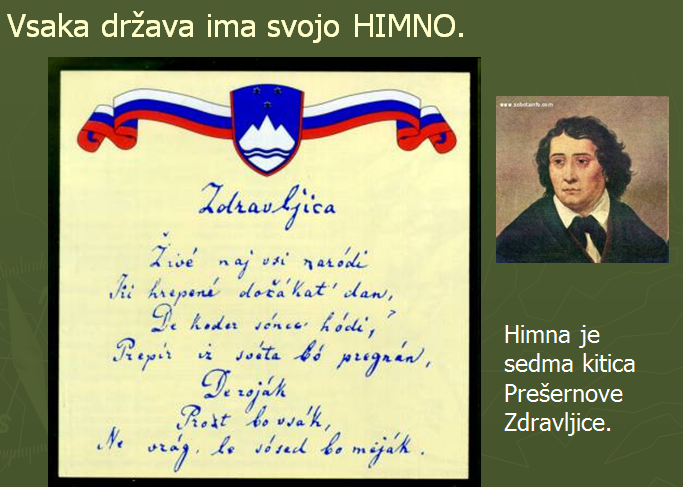 Vsaka država ima svojo HIMNO.
Zdravljica
Živé naj vsi naródi
Ki hrepené dočákat' dan,
De koder sónce hódi,
Prepír iz svéta bó pregnán,
De roják
Prost bo vsák,
Ne vrág, le sósed bo meják.
www.sobotainfo.com
Himna je
sedma kitica
Prešernove
Zdravljice.